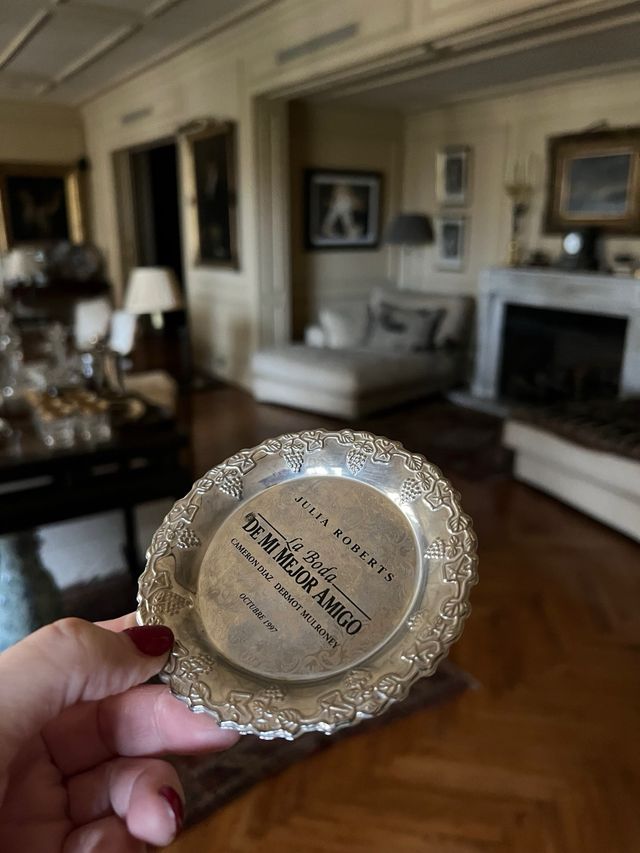 JULIA ROBERTS
La Boda
DE MI MEJOR AMIGO
CAMERON DIAZ DERMOT MULRONEY
OCTUBRE 1997